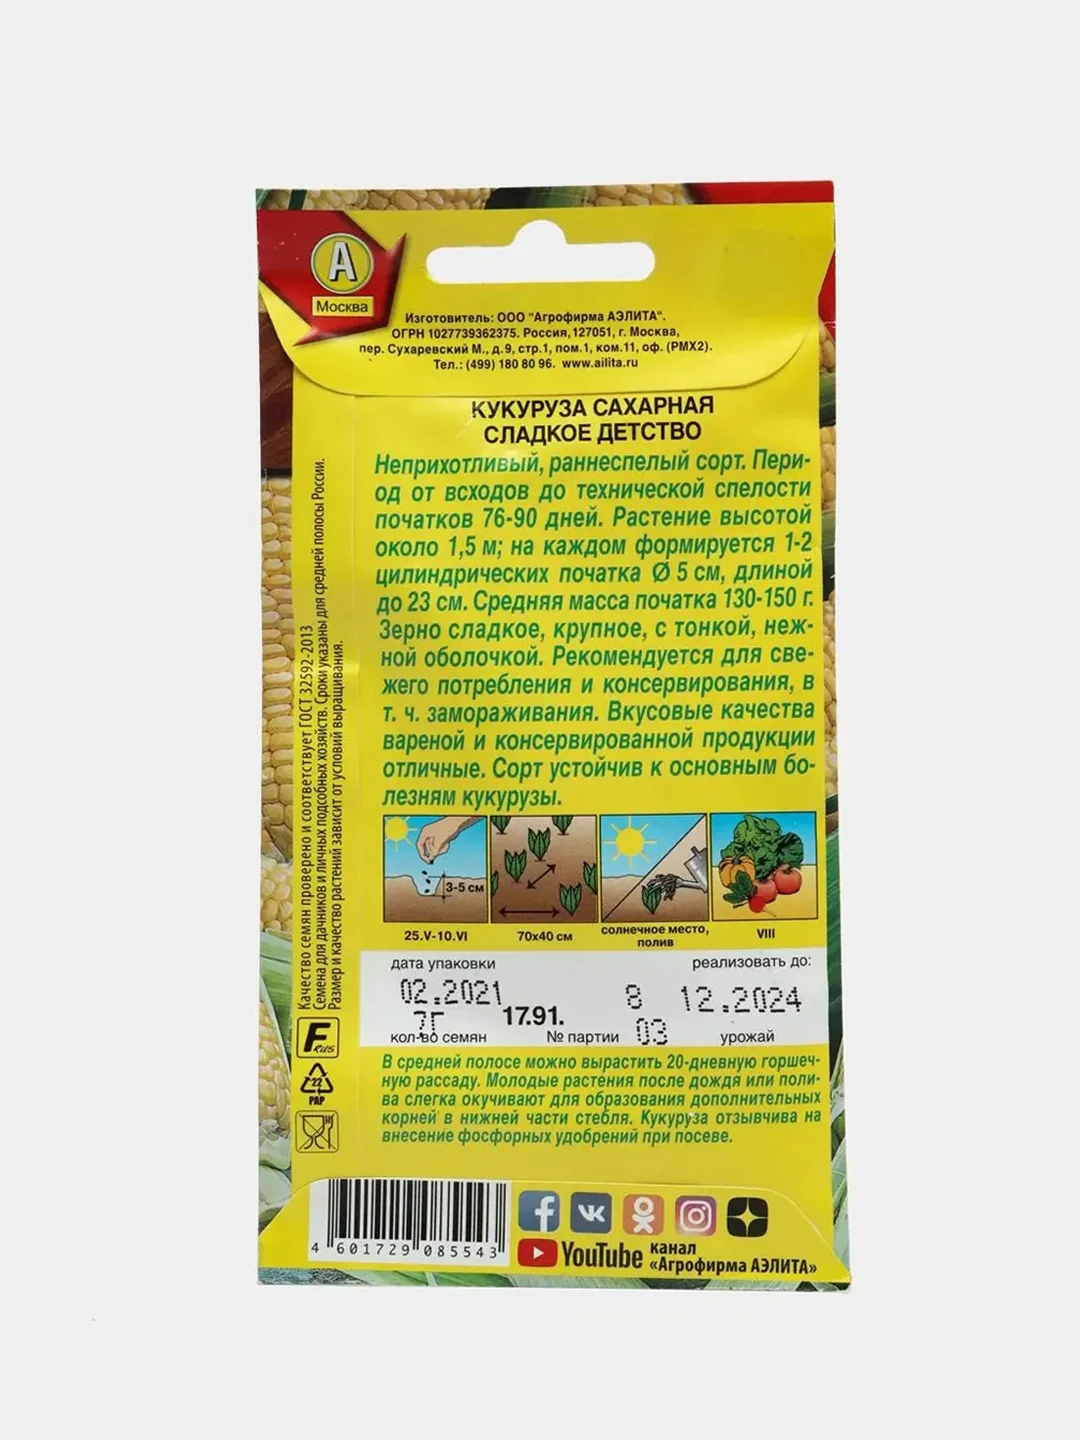 А
Москва
Изготовитель: ООО "Агрофирма АЭЛИТА".
ОГРН 1027739362375. Россия, 127051, г. Москва,
пер. Сухаревский М., д.9, стр.1, пом.1, ком.11, оф. (РМХ2).
Тел.: (499) 180 80 96. www.ailita.ru
КУКУРУЗА САХАРНАЯ
СЛАДКОЕ ДЕТСТВО
Неприхотливый, раннеспелый сорт. Пери-
од от всходов до технической спелости
початков 76-90 дней. Растение высотой
около 1,5 м; на каждом формируется 1-2
цилиндрических початка Ø 5 см, длиной
до 23 см. Средняя масса початка 130-150 г.
Зерно сладкое, крупное, с тонкой, неж-
ной оболочкой. Рекомендуется для све-
жего потребления и консервирования, в
т. ч. замораживания. Вкусовые качества
вареной и консервированной продукции
отличные. Сорт устойчив к основным бо-
лезням кукурузы.
3-5 см
25.V-10.VI
70х40 см
солнечное место,
полив
VIII
дата упаковки
реализовать до:
02.2021
8 12.2024
7Г
17.91.
03
кол-во семян
№ партии
урожай
В средней полосе можно вырастить 20-дневную горшеч-
ную рассаду. Молодые растения после дождя или поли-
ва слегка окучивают для образования дополнительных
корней в нижней части стебля. Кукуруза отзывчива на
внесение фосфорных удобрений при посеве.
Качество семян проверено и соответствует ГОСТ 32592-2013
Семена для дачников и личных подсобных хозяйств. Сроки указаны для средней полосы России.
Размер и качество растений зависит от условий выращивания.
F RUS
22
PAP
4 601729 085543
YouTube
канал
«Агрофирма АЭЛИТА»